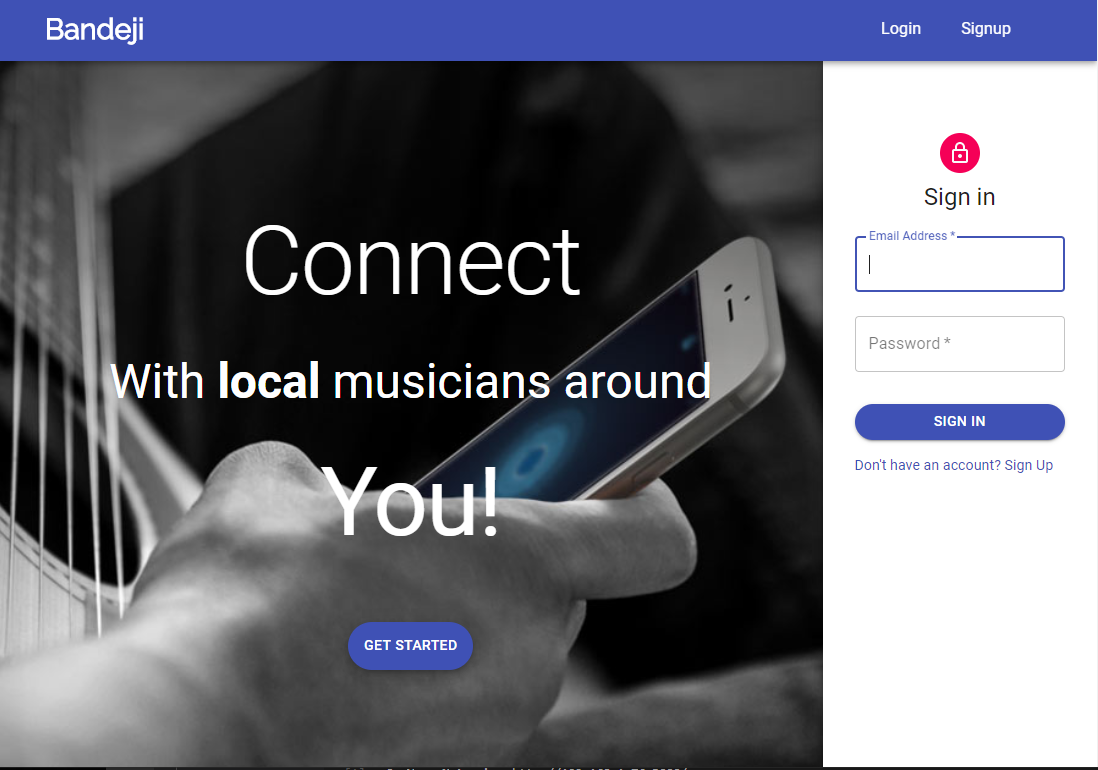 Bandeji
Login
Signup
Connect
With local musicians around
You!
GET STARTED
Sign in
Email Address *
Password *
SIGN IN
Don't have an account? Sign Up